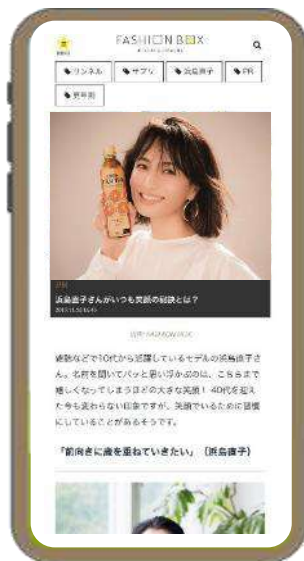 FASHION BOX
リンネル
サプリ
浜島直子
PR
更年期
浜島直子さんがいつも笑顔の秘訣とは？
雑誌などで10代から活躍しているモデルの浜島直子さ
ん。名前を聞いてパッと思い浮かぶのは、こちらまで
嬉しくなってしまうほどの大きな笑顔！ 40代を迎え
た今も変わらない印象ですが、笑顔でいるために習慣
にしていることがあるそうです。
「前向きに歳を重ねていきたい」（浜島直子）